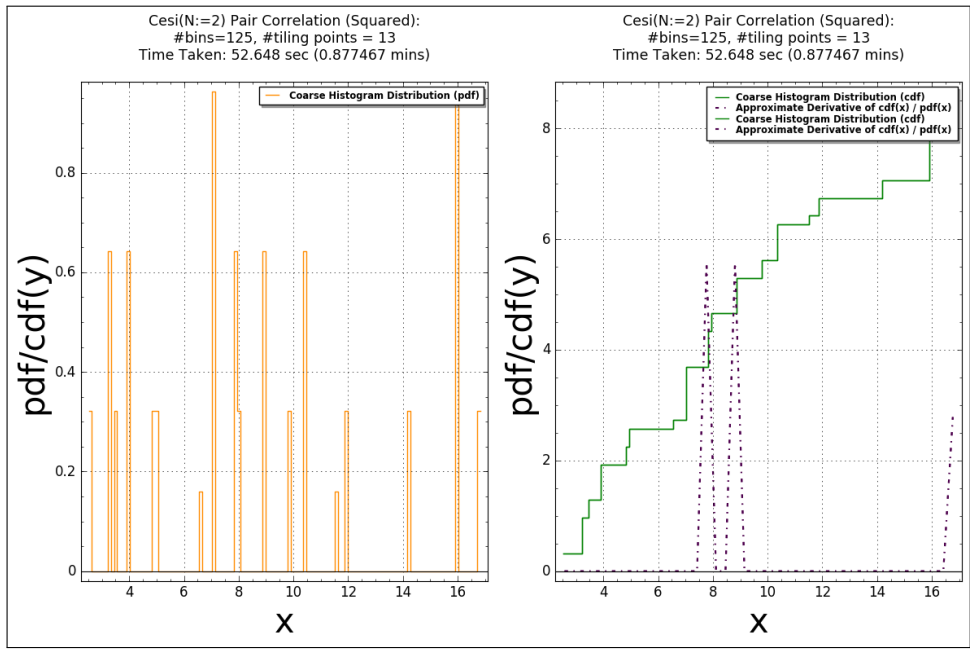 Cesi(N:=2) Pair Correlation (Squared):
#bins=125, #tiling points = 13
Time Taken: 52.648 sec (0.877467 mins)
Coarse Histogram Distribution (pdf)
0.8
0.6
0.4
0.2
0
4
6
8
10
12
14
16
pdf/cdf(y)
x
Cesi(N:=2) Pair Correlation (Squared):
#bins=125, #tiling points = 13
Time Taken: 52.648 sec (0.877467 mins)
Coarse Histogram Distribution (cdf)
Approximate Derivative of cdf(x) / pdf(x)
Coarse Histogram Distribution (cdf)
Approximate Derivative of cdf(x) / pdf(x)
8
6
4
2
0
4
6
8
10
12
14
16
pdf/cdf(y)
x